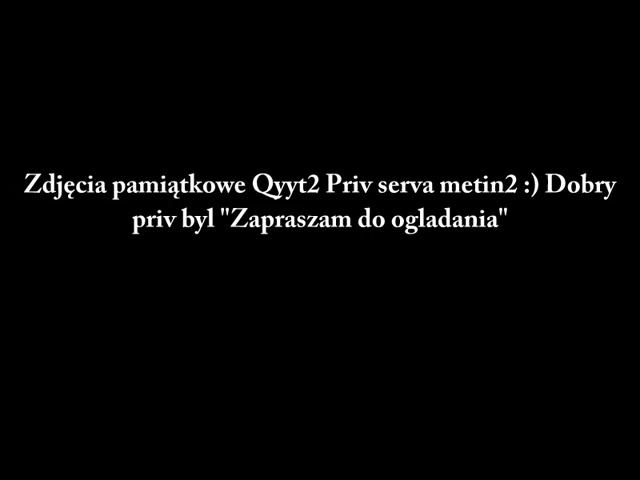 Zdjęcia pamiątkowe Qyyt2 Priv serva metin2 :) Dobry
priv byl "Zapraszam do ogladania"